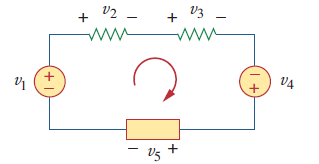 + v₂ − + v₃ −
v₁ + − − + v₄
− v₅ +